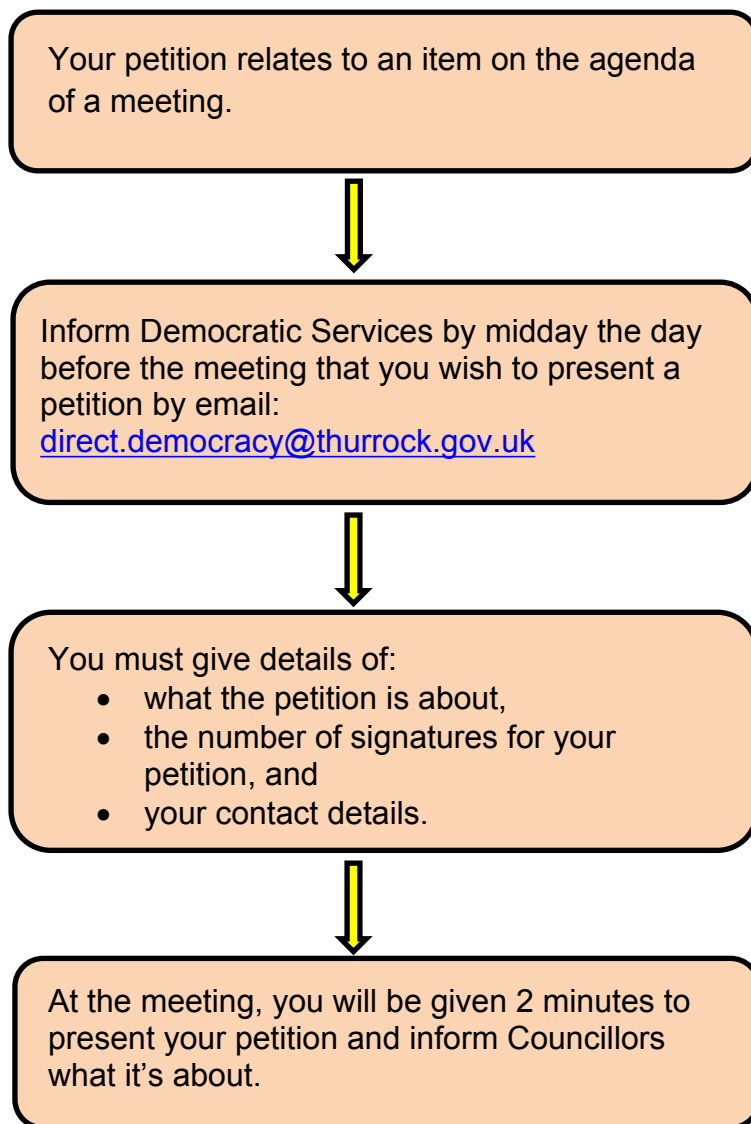 Your petition relates to an item on the agenda
of a meeting.
Inform Democratic Services by midday the day
before the meeting that you wish to present a
petition by email:
direct.democracy@thurrock.gov.uk
You must give details of:
• what the petition is about,
• the number of signatures for your
petition, and
• your contact details.
At the meeting, you will be given 2 minutes to
present your petition and inform Councillors
what it's about.